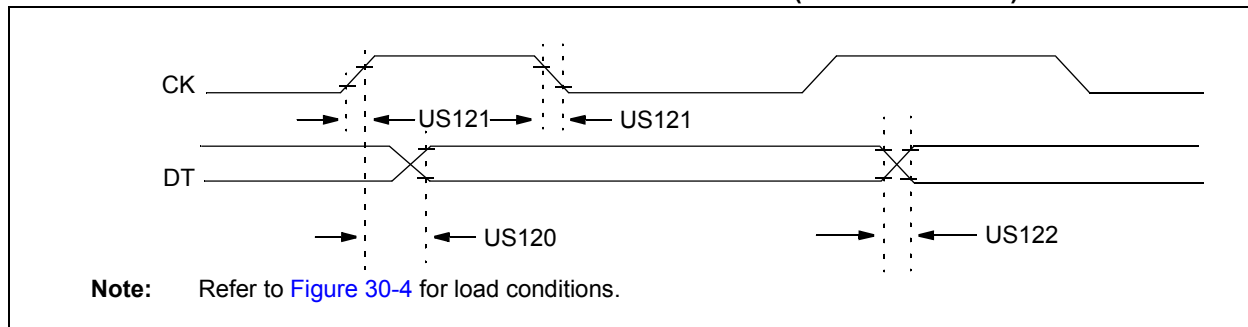 CK
US121
US121
DT
US120
US122
Note: Refer to Figure 30-4 for load conditions.